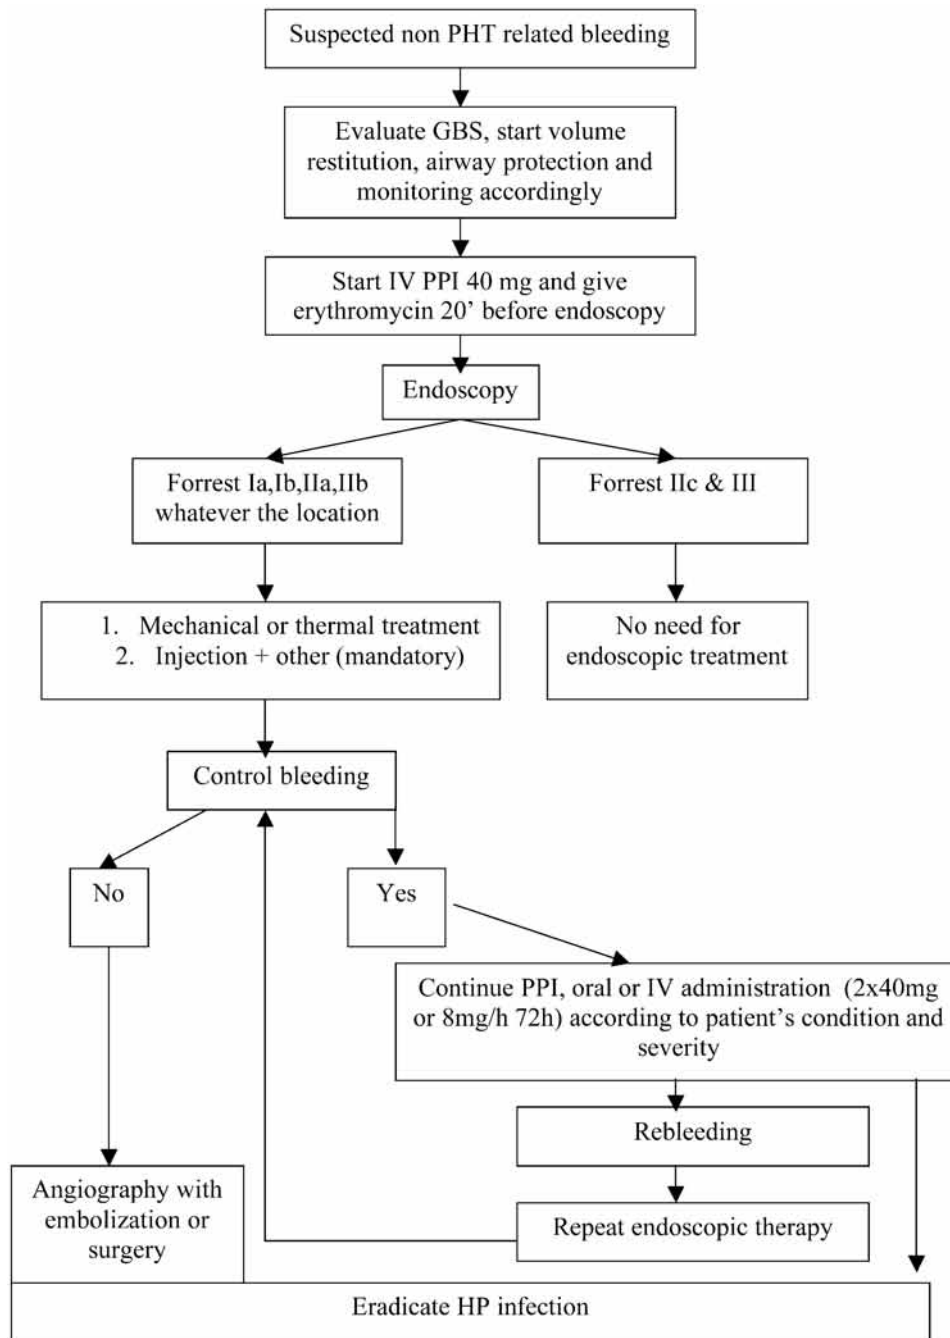 Suspected non PHT related bleeding
Evaluate GBS, start volume
restitution, airway protection and
monitoring accordingly
Start IV PPI 40 mg and give
erythromycin 20’ before endoscopy
Endoscopy
Forrest Ia,Ib,IIa,IIb
whatever the location
Forrest IIc & III
1. Mechanical or thermal treatment
2. Injection + other (mandatory)
No need for
endoscopic treatment
Control bleeding
No
Yes
Continue PPI, oral or IV administration (2x40mg
or 8mg/h 72h) according to patient’s condition and
severity
Rebleeding
Angiography with
embolization or
surgery
Repeat endoscopic therapy
Eradicate HP infection